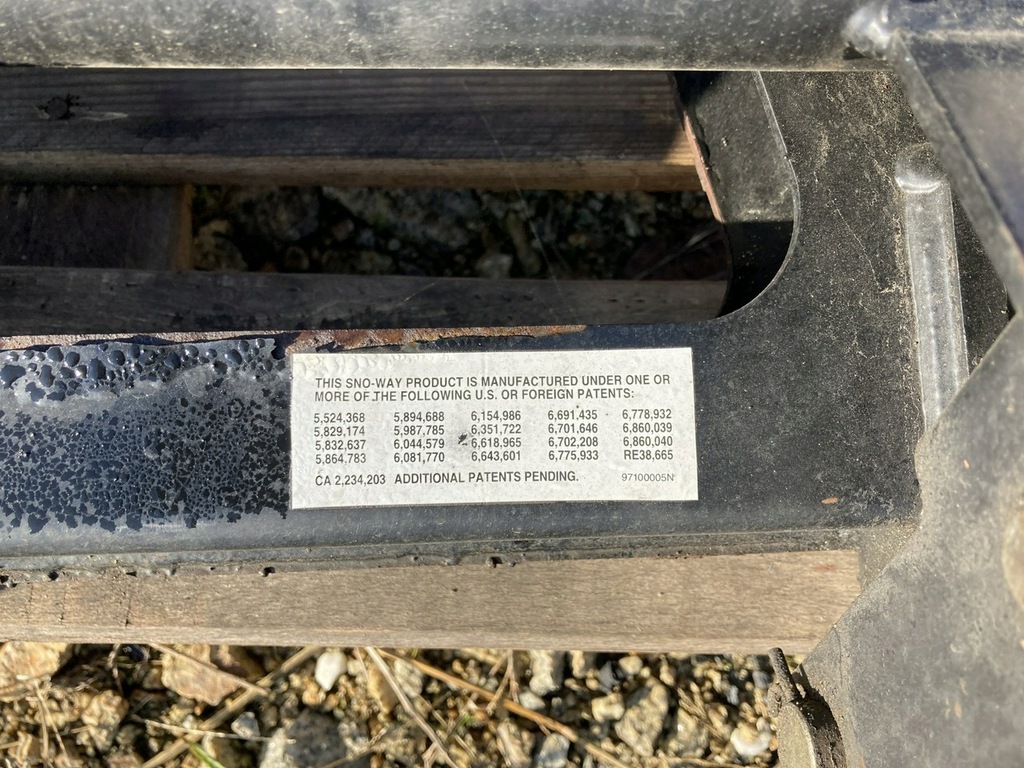 THIS SNO-WAY PRODUCT IS MANUFACTURED UNDER ONE OR
MORE OF THE FOLLOWING U.S. OR FOREIGN PATENTS:
5,524,368 5,894,688 6,154,986 6,691,435 6,778,932
5,829,174 5,987,785 6,351,722 6,701,646 6,860,039
5,832,637 6,044,579 6,618,965 6,702,208 6,860,040
5,864,783 6,081,770 6,643,601 6,775,933 RE38,665
CA 2,234,203 ADDITIONAL PATENTS PENDING. 97100005N